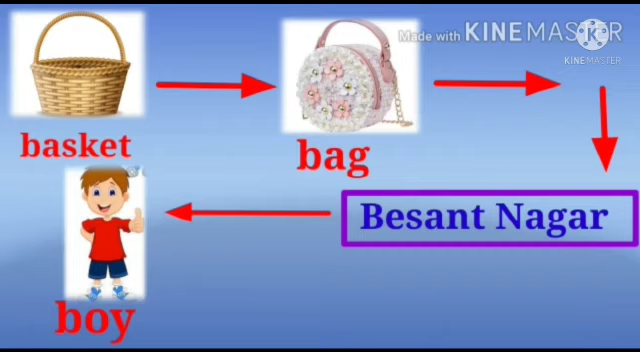 Made with KINEMASTER
KINEMASTER
basket
bag
Besant Nagar
boy